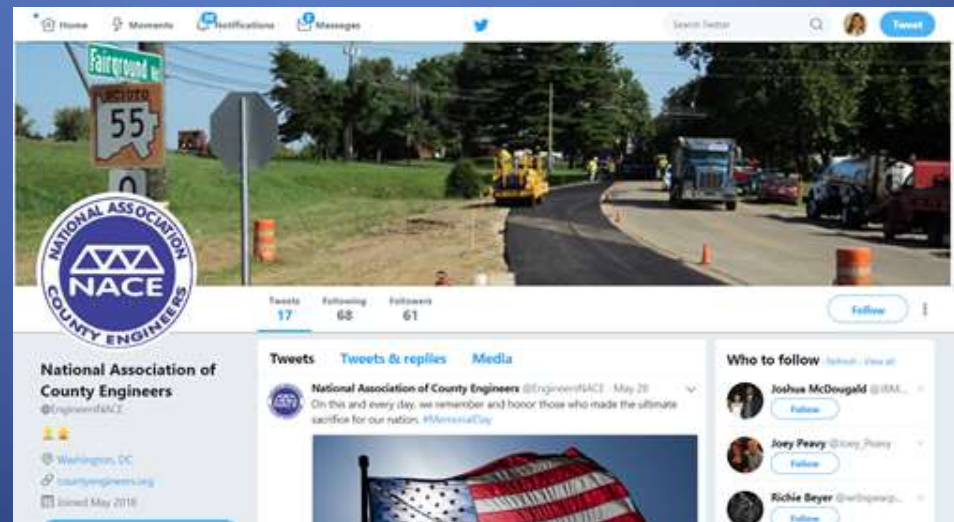 Home Moments Notifications Messages
Search Twitter
Tweet
Fairground
SCIOTO
55
NATIONAL ASSOCIATION
NACE
COUNTY ENGINEERS
Tweets Following Followers
17 68 61
Follow
National Association of
County Engineers
@EngineersNACE
Washington, DC
countyengineers.org
Joined May 2018
Tweets Tweets & replies Media
National Association of County Engineers @EngineersNACE · May 28
On this and every day, we remember and honor those who made the ultimate
sacrifice for our nation. #MemorialDay
Who to follow Refresh · View all
Joshua McDougald
Follow
Joey Peavy @Joey_Peavy
Follow
Richie Beyer
Follow